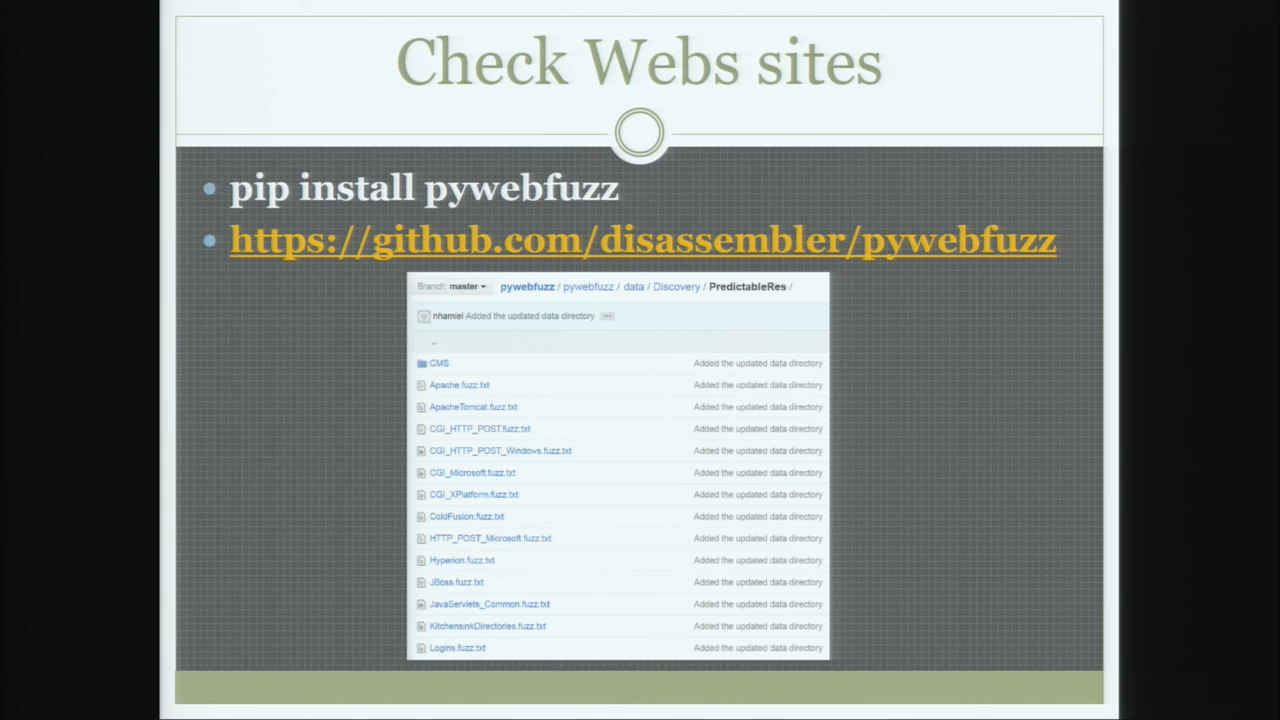 Check Webs sites
pip install pywebfuzz
https://github.com/disassembler/pywebfuzz
Branch: master pywebfuzz / pywebfuzz / data / Discovery / PredictableRes /
nhamiel Added the updated data directory ...
..
CMS Added the updated data directory
Apache.fuzz.txt Added the updated data directory
ApacheTomcat.fuzz.txt Added the updated data directory
CGI_HTTP_POST.fuzz.txt Added the updated data directory
CGI_HTTP_POST_Windows.fuzz.txt Added the updated data directory
CGI_Microsoft.fuzz.txt Added the updated data directory
CGI_XPlatform.fuzz.txt Added the updated data directory
ColdFusion.fuzz.txt Added the updated data directory
HTTP_POST_Microsoft.fuzz.txt Added the updated data directory
Hyperion.fuzz.txt Added the updated data directory
JBoss.fuzz.txt Added the updated data directory
JavaServlets_Common.fuzz.txt Added the updated data directory
KitchensinkDirectories.fuzz.txt Added the updated data directory
Logins.fuzz.txt Added the updated data directory